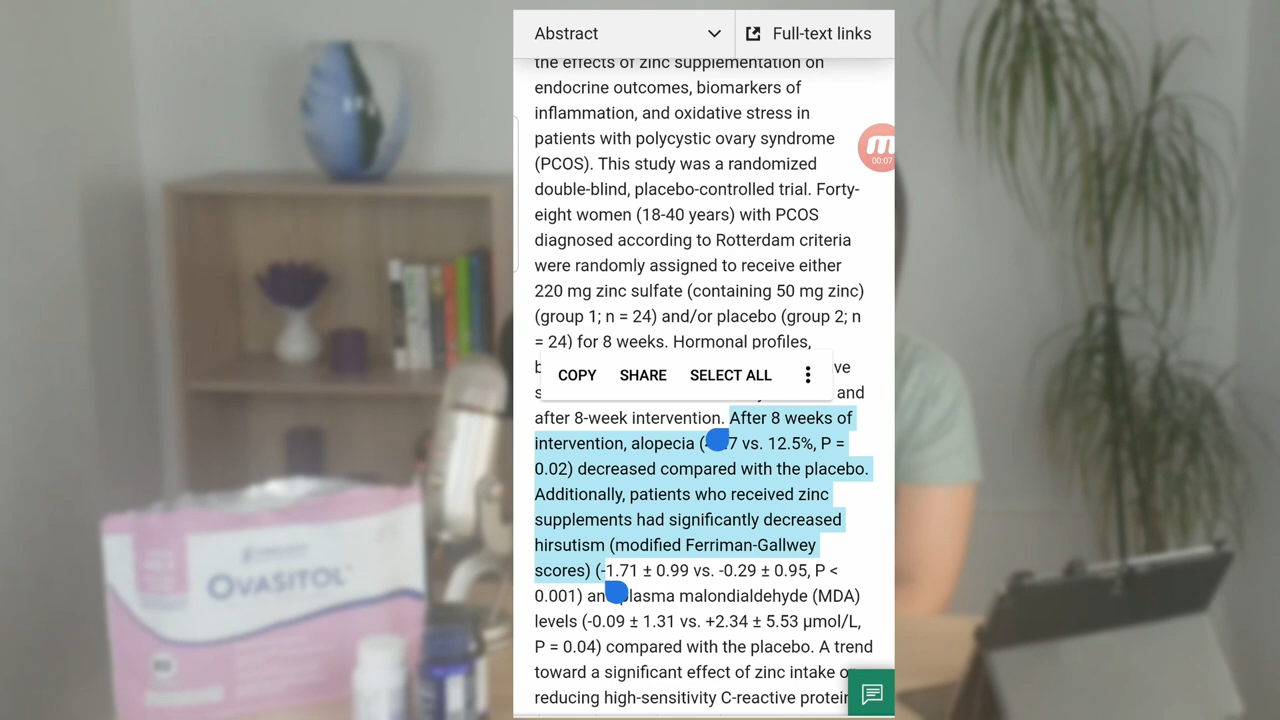 Abstract
Full-text links
the effects of zinc supplementation on
endocrine outcomes, biomarkers of
inflammation, and oxidative stress in
patients with polycystic ovary syndrome
(PCOS). This study was a randomized
double-blind, placebo-controlled trial. Forty-
eight women (18-40 years) with PCOS
diagnosed according to Rotterdam criteria
were randomly assigned to receive either
220 mg zinc sulfate (containing 50 mg zinc)
(group 1; n = 24) and/or placebo (group 2; n
= 24) for 8 weeks. Hormonal profiles,
COPY SHARE SELECT ALL
and
after 8-week intervention. After 8 weeks of
intervention, alopecia ( 7 vs. 12.5%, P =
0.02) decreased compared with the placebo.
Additionally, patients who received zinc
supplements had significantly decreased
hirsutism (modified Ferriman-Gallwey
scores) (-1.71 ± 0.99 vs. -0.29 ± 0.95, P <
0.001) an plasma malondialdehyde (MDA)
levels (-0.09 ± 1.31 vs. +2.34 ± 5.53 μmol/L,
P = 0.04) compared with the placebo. A trend
toward a significant effect of zinc intake o
reducing high-sensitivity C-reactive protein
00:07
OVASITOL